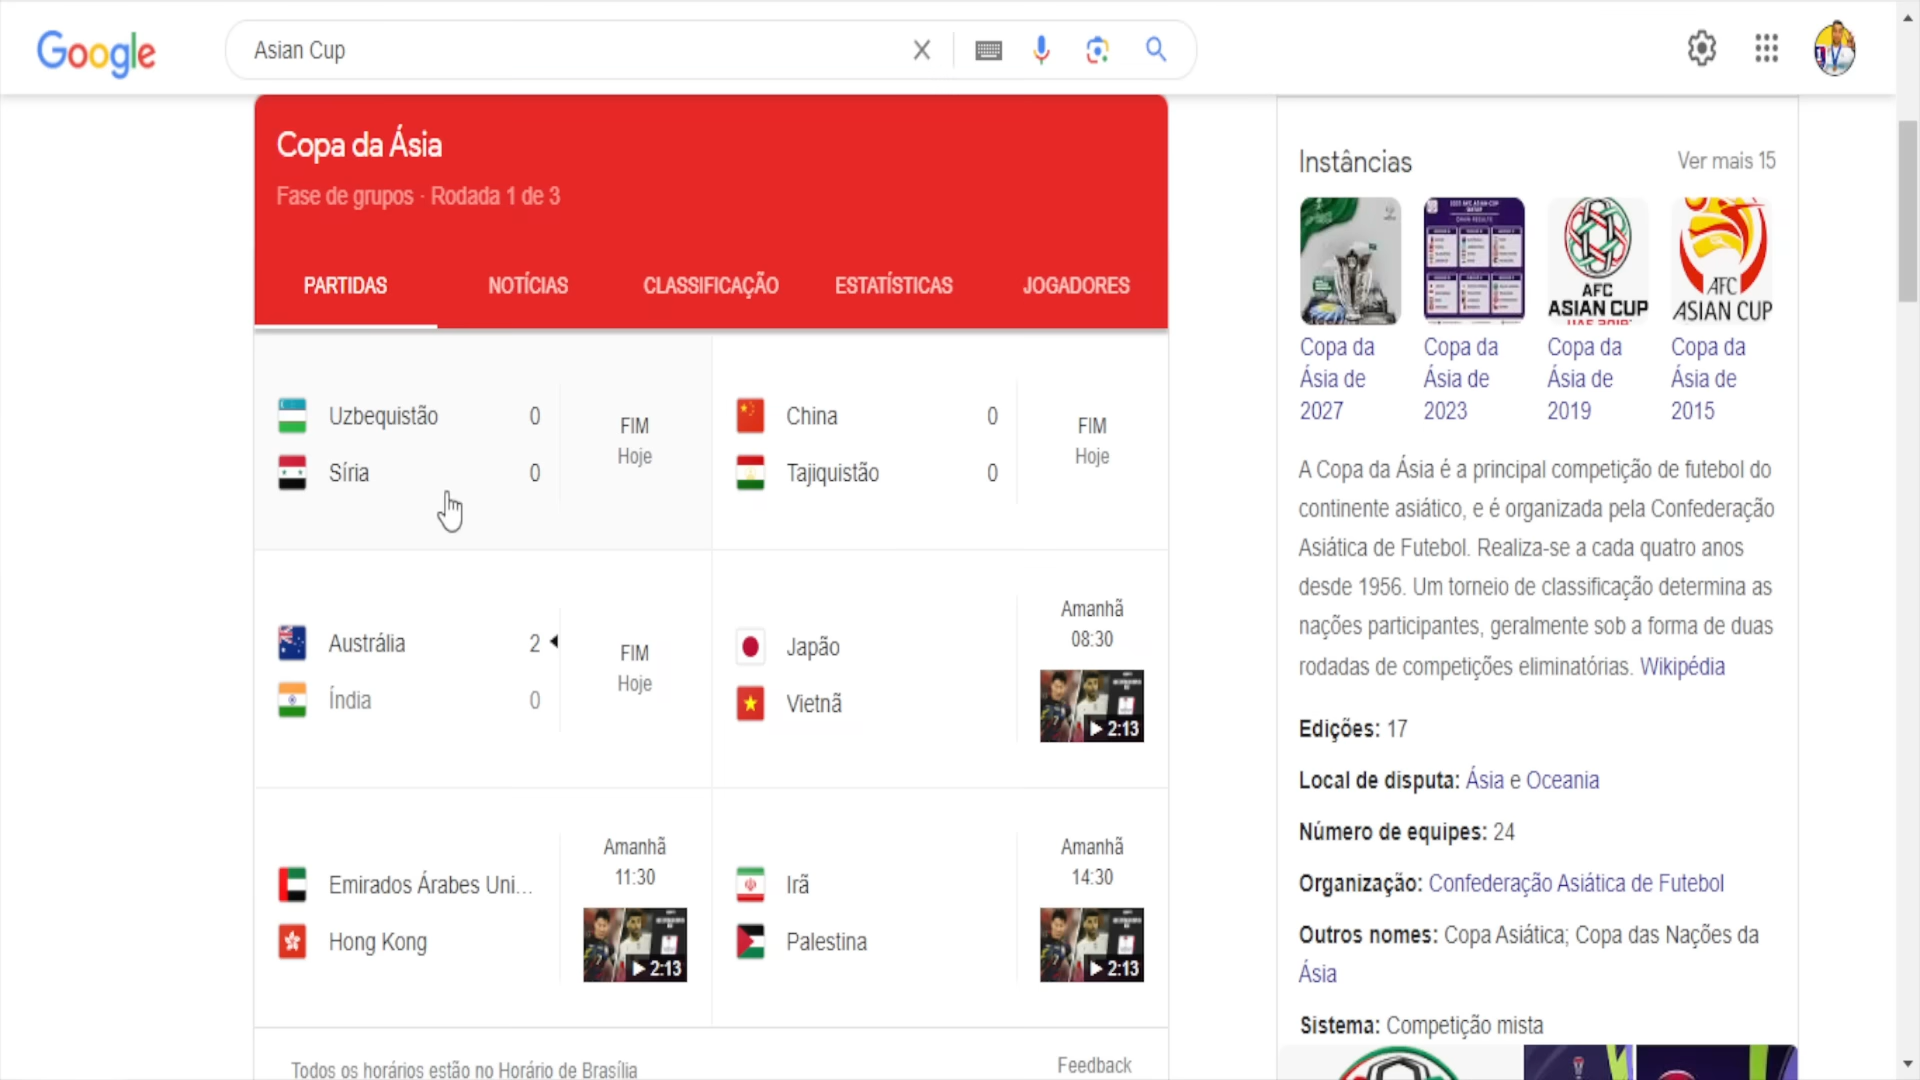 Google
Asian Cup
Copa da Ásia
Fase de grupos · Rodada 1 de 3
PARTIDAS
NOTÍCIAS
CLASSIFICAÇÃO
ESTATÍSTICAS
JOGADORES
Uzbequistão 0
Síria 0
FIM
Hoje
China 0
Tajiquistão 0
FIM
Hoje
Austrália 2
Índia 0
FIM
Hoje
Japão
Vietnã
Amanhã
08:30
2:13
Emirados Árabes Uni...
Hong Kong
Amanhã
11:30
2:13
Irã
Palestina
Amanhã
14:30
2:13
Todos os horários estão no Horário de Brasília
Feedback
Instâncias
Ver mais 15
AFC
ASIAN CUP
UAE 2019
AFC
ASIAN CUP
Copa da
Ásia de
2027
Copa da
Ásia de
2023
Copa da
Ásia de
2019
Copa da
Ásia de
2015
A Copa da Ásia é a principal competição de futebol do
continente asiático, e é organizada pela Confederação
Asiática de Futebol. Realiza-se a cada quatro anos
desde 1956. Um torneio de classificação determina as
nações participantes, geralmente sob a forma de duas
rodadas de competições eliminatórias. Wikipédia
Edições: 17
Local de disputa: Ásia e Oceania
Número de equipes: 24
Organização: Confederação Asiática de Futebol
Outros nomes: Copa Asiática; Copa das Nações da
Ásia
Sistema: Competição mista